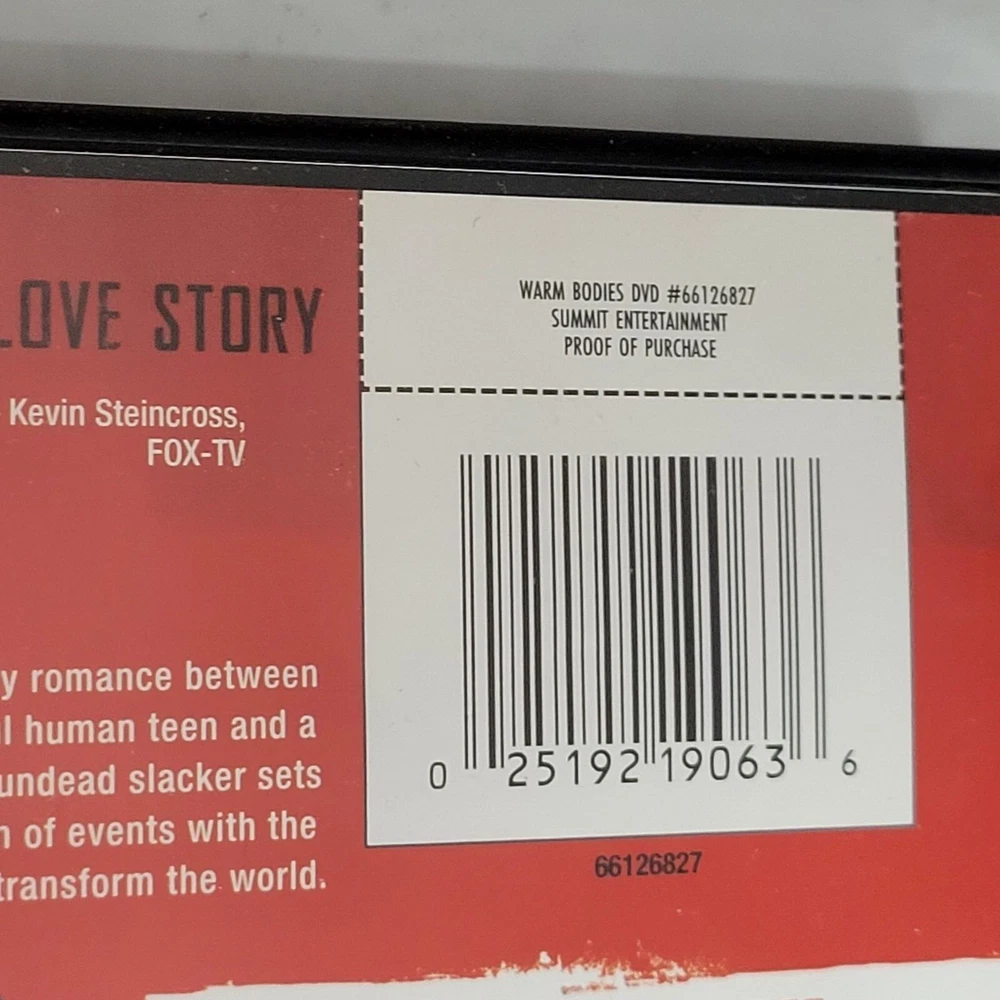 LOVE STORY
Kevin Steincross,
FOX-TV
WARM BODIES DVD #66126827
SUMMIT ENTERTAINMENT
PROOF OF PURCHASE
romance between
human teen and a
undead slacker sets
of events with the
transform the world.
0 25192 19063 6
66126827